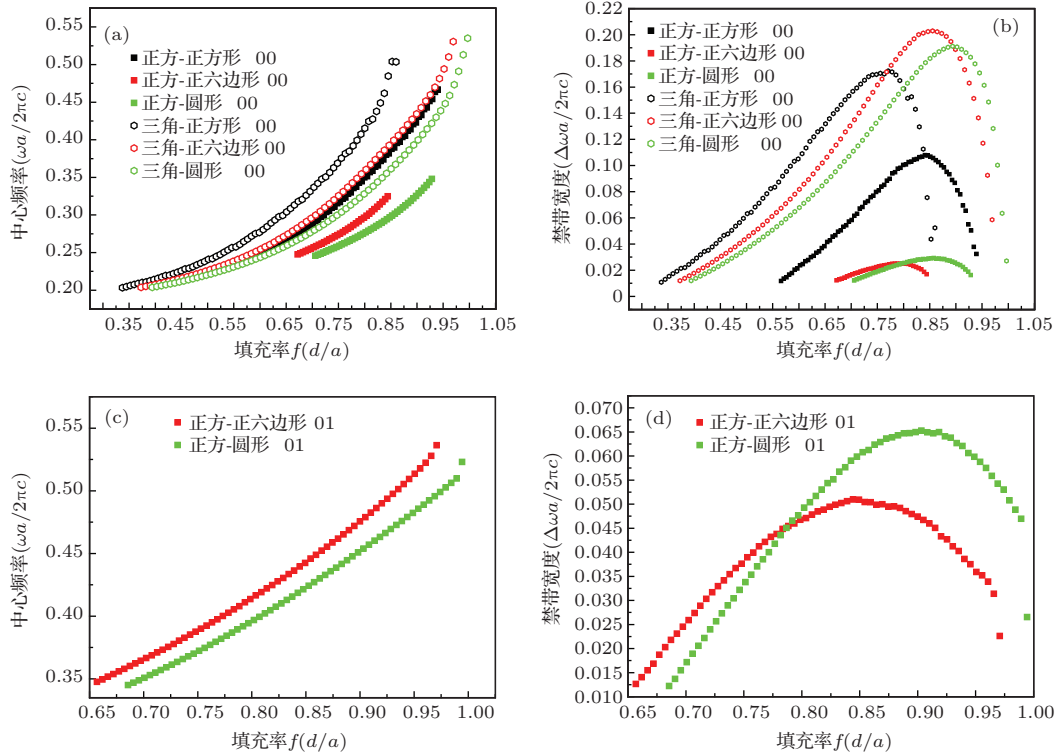 (a)
0.55
0.50
0.45
0.40
0.35
0.30
0.25
0.20
中心频率(ωa/2πc)
正方-正方形 00
正方-正六边形 00
正方-圆形 00
三角-正方形 00
三角-正六边形 00
三角-圆形 00
0.35 0.45 0.55 0.65 0.75 0.85 0.95 1.05
填充率f(d/a)
(b)
0.20
0.18
0.16
0.14
0.12
0.10
0.08
0.06
0.04
0.02
0
禁带宽度(Δωa/2πc)
正方-正方形 00
正方-正六边形 00
正方-圆形 00
三角-正方形 00
三角-正六边形 00
三角-圆形 00
0.35 0.45 0.55 0.65 0.75 0.85 0.95 1.05
填充率f(d/a)
(c)
0.55
0.50
0.45
0.40
0.35
中心频率(ωa/2πc)
正方-正六边形 01
正方-圆形 01
0.65 0.70 0.75 0.80 0.85 0.90 0.95 1.00
填充率f(d/a)
(d)
0.070
0.065
0.060
0.055
0.050
0.045
0.040
0.035
0.030
0.025
0.020
0.015
0.010
禁带宽度(Δωa/2πc)
正方-正六边形 01
正方-圆形 01
0.65 0.70 0.75 0.80 0.85 0.90 0.95 1.00
填充率f(d/a)